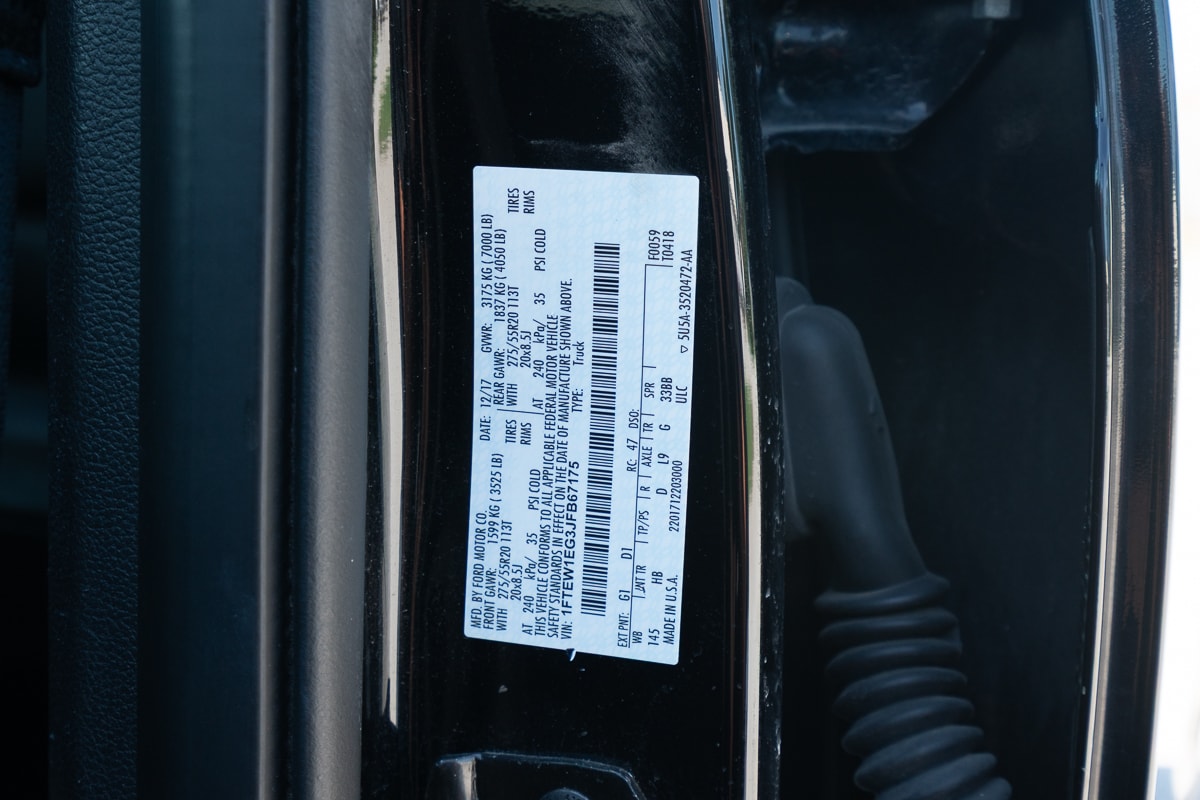 MFD. BY FORD MOTOR CO. DATE: 12/17 GVWR: 3175 KG ( 7000 LB)
FRONT GAWR: 1599 KG ( 3525 LB) REAR GAWR: 1837 KG ( 4050 LB)
WITH 275/55R20 113T TIRES WITH 275/55R20 113T TIRES
20x8.5J RIMS 20x8.5J RIMS
AT 240 kPa/ 35 PSI COLD AT 240 kPa/ 35 PSI COLD
THIS VEHICLE CONFORMS TO ALL APPLICABLE FEDERAL MOTOR VEHICLE
SAFETY STANDARDS IN EFFECT ON THE DATE OF MANUFACTURE SHOWN ABOVE.
VIN: 1FTEW1EG3JFB67175 TYPE: Truck
EXT PNT: G1 D1 RC: 47 DSO: F0059
WB INT TR TP/PS R AXLE TR SPR T0418
145 HB D L9 G 33BB
MADE IN U.S.A. 2201712203000 ULC ▽ 5U5A-3520472-AA